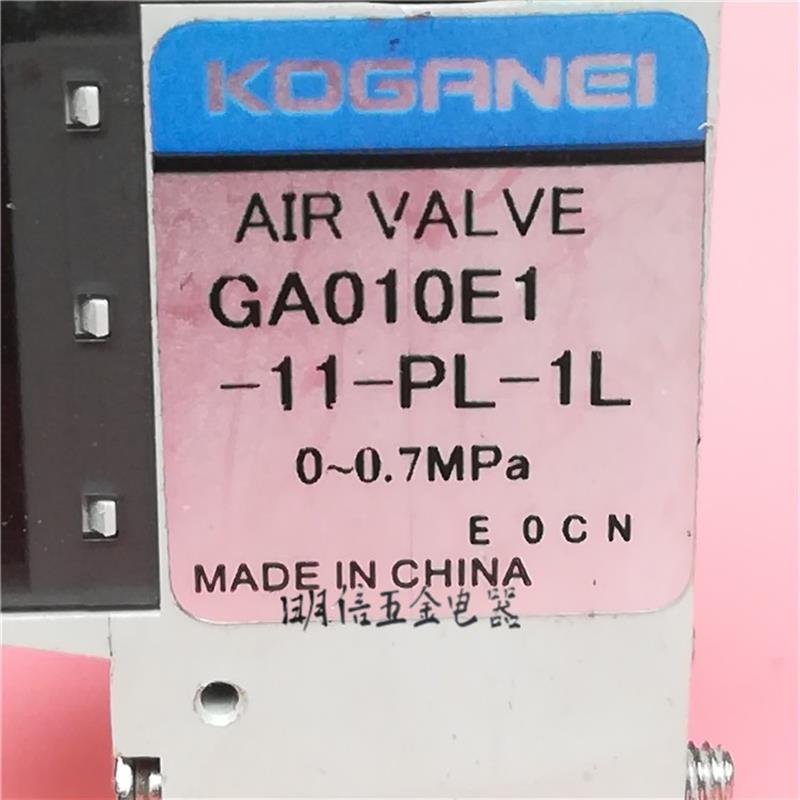 KOGANEI
AIR VALVE
GA010E1
-11-PL-1L
0~0.7MPa
E 0CN
MADE IN CHINA
明信五金电器